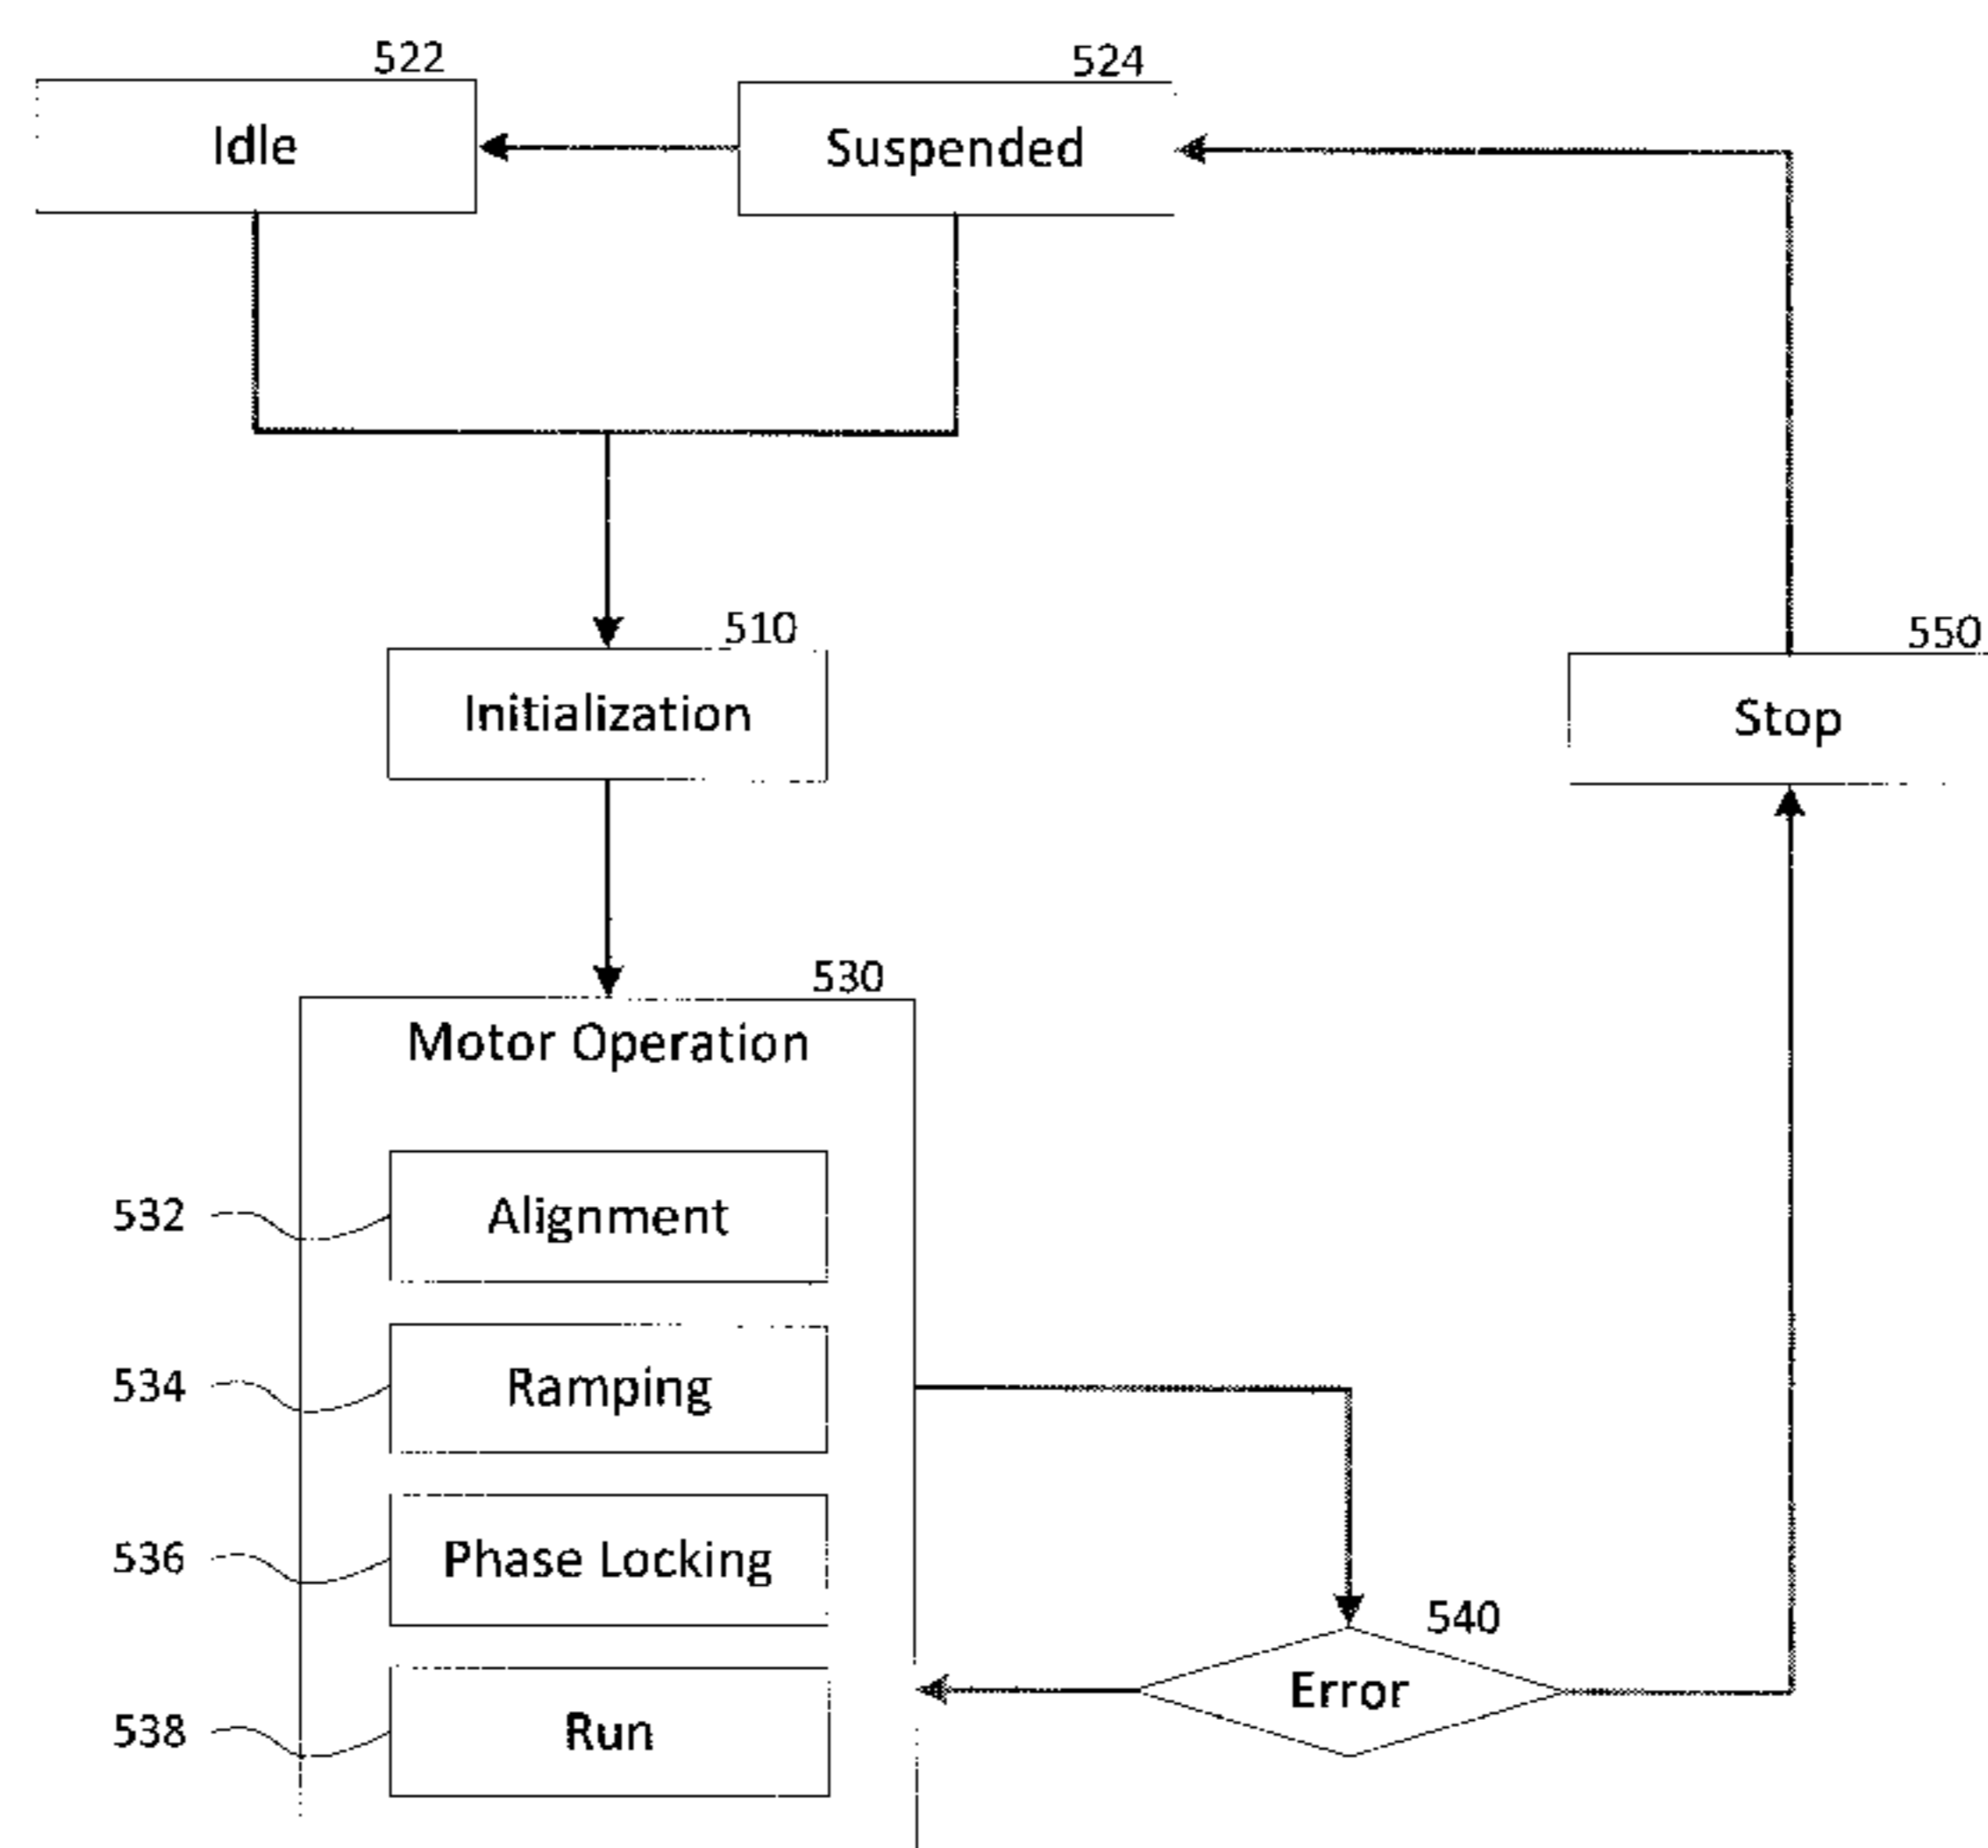 522
524
Idle
Suspended
510
550
Initialization
Stop
530
Motor Operation
532
Alignment
534
Ramping
536
Phase Locking
540
Error
538
Run